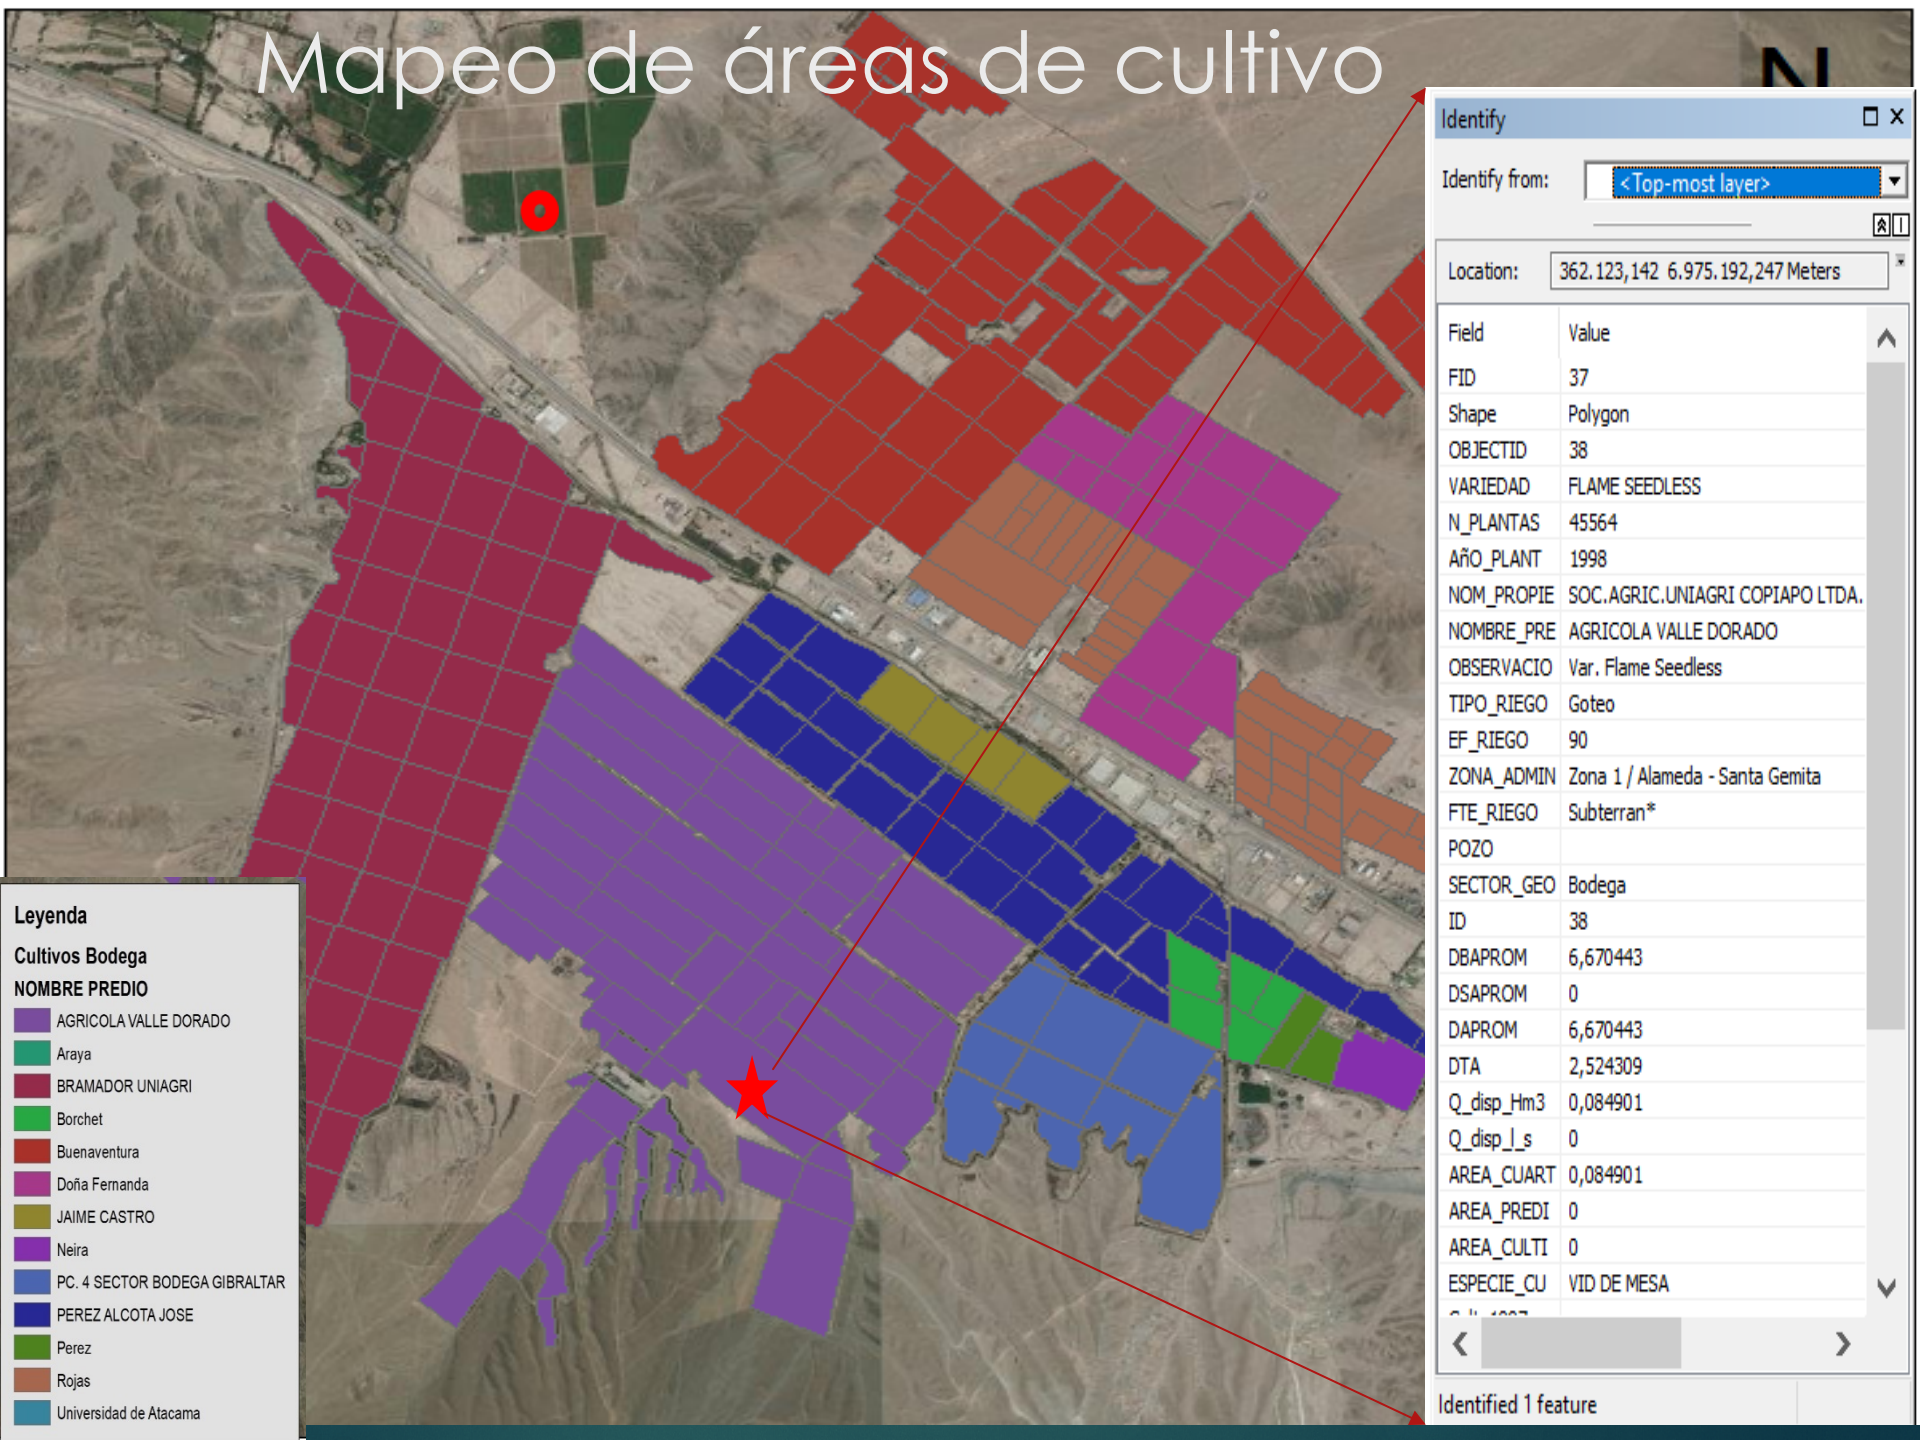 Mapeo de áreas de cultivo
N
Identify
Identify from: <Top-most layer>
Location: 362.123,142 6.975.192,247 Meters
Field Value
FID 37
Shape Polygon
OBJECTID 38
VARIEDAD FLAME SEEDLESS
N_PLANTAS 45564
AñO_PLANT 1998
NOM_PROPIE SOC.AGRIC.UNIAGRI COPIAPO LTDA.
NOMBRE_PRE AGRICOLA VALLE DORADO
OBSERVACIO Var. Flame Seedless
TIPO_RIEGO Goteo
EF_RIEGO 90
ZONA_ADMIN Zona 1 / Alameda - Santa Gemita
FTE_RIEGO Subterran*
POZO
SECTOR_GEO Bodega
ID 38
DBAPROM 6,670443
DSAPROM 0
DAPROM 6,670443
DTA 2,524309
Q_disp_Hm3 0,084901
Q_disp_l_s 0
AREA_CUART 0,084901
AREA_PREDI 0
AREA_CULTI 0
ESPECIE_CU VID DE MESA
Identified 1 feature
Leyenda
Cultivos Bodega
NOMBRE PREDIO
AGRICOLA VALLE DORADO
Araya
BRAMADOR UNIAGRI
Borchet
Buenaventura
Doña Fernanda
JAIME CASTRO
Neira
PC. 4 SECTOR BODEGA GIBRALTAR
PEREZ ALCOTA JOSE
Perez
Rojas
Universidad de Atacama